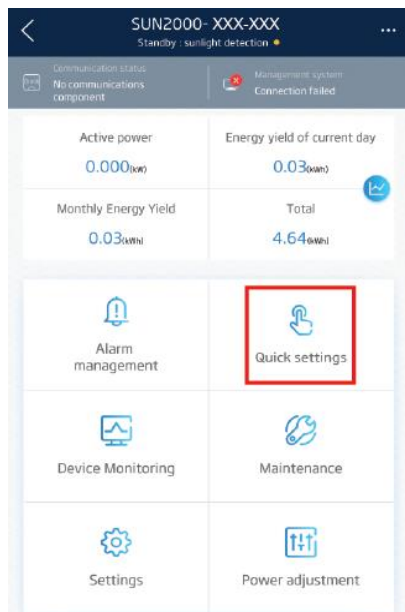 SUN2000- XXX-XXX
Standby : sunlight detection
Communication status
No communications
component
Management system
Connection failed
Active power
0.000(kW)
Energy yield of current day
0.03(kWh)
Monthly Energy Yield
0.03(kWh)
Total
4.64(kWh)
Alarm
management
Quick settings
Device Monitoring
Maintenance
Settings
Power adjustment